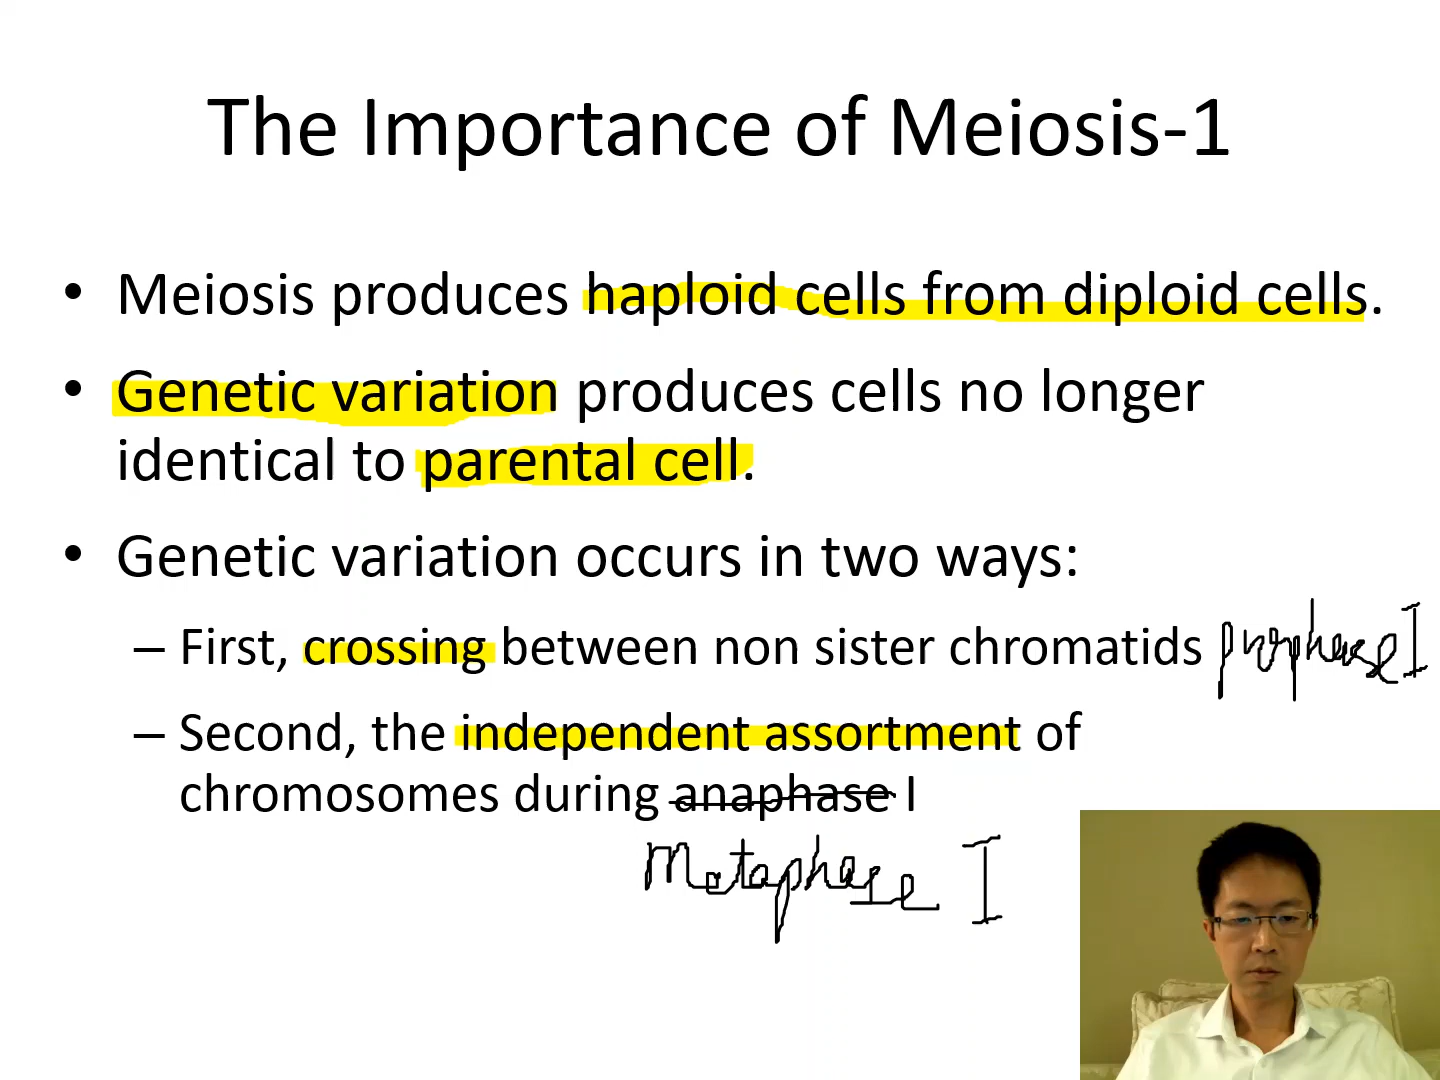 The Importance of Meiosis-1
• Meiosis produces haploid cells from diploid cells.
• Genetic variation produces cells no longer
identical to parental cell.
• Genetic variation occurs in two ways:
– First, crossing between non sister chromatids prophase I
– Second, the independent assortment of
chromosomes during anaphase I
Metaphase I